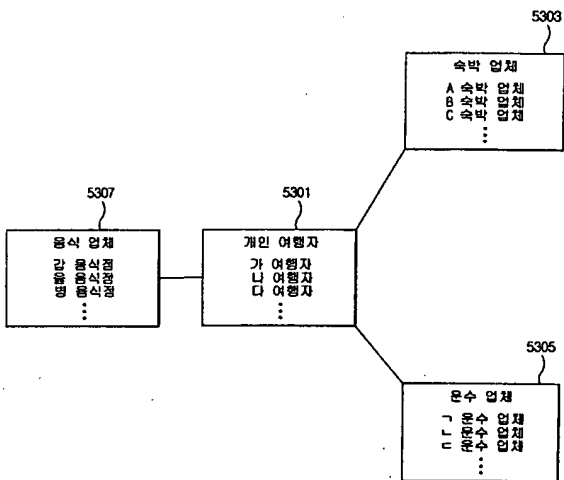 5303
숙박 업체
A 숙박 업체
B 숙박 업체
C 숙박 업체
5307
음식 업체
갑 음식점
을 음식점
병 음식점
5301
개인 여행자
가 여행자
나 여행자
다 여행자
5305
운수 업체
ㄱ 운수 업체
ㄴ 운수 업체
ㄷ 운수 업체